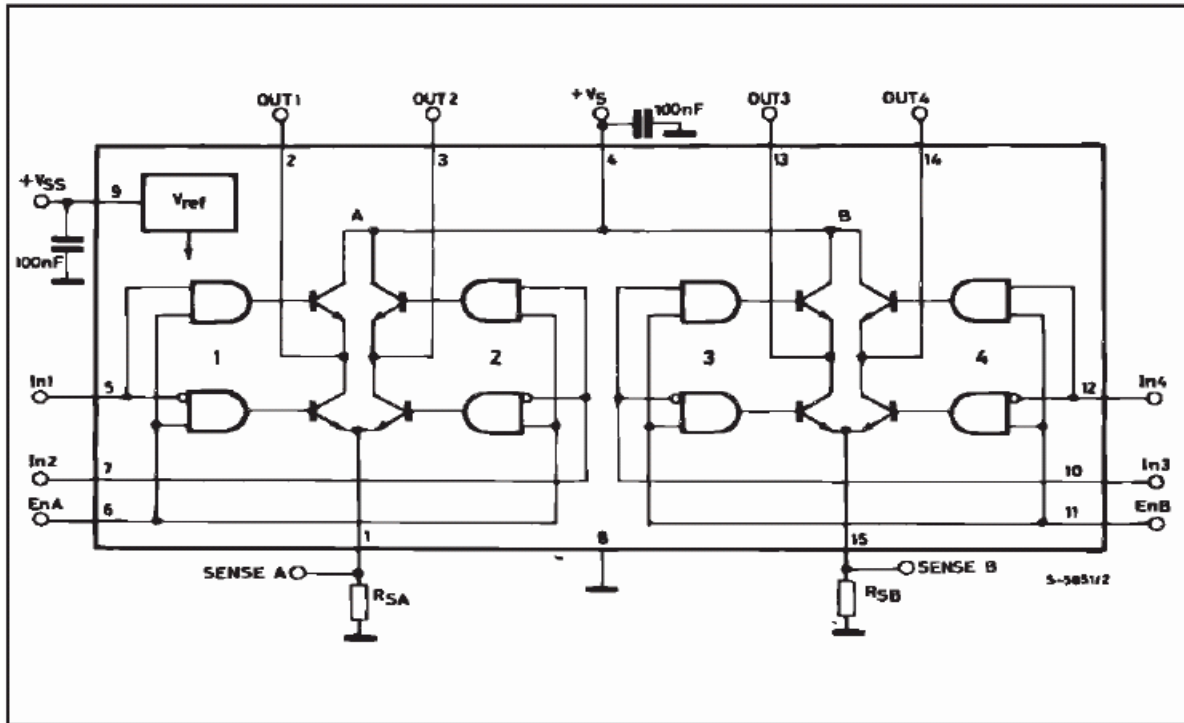 OUT1
OUT2
+VS
100nF
OUT3
OUT4
2
3
4
13
14
+VSS
9
Vref
A
B
100nF
1
2
3
4
In1
5
12
In4
In2
7
10
In3
EnA
6
11
EnB
1
8
15
SENSE A
SENSE B
RSA
RSB
S-5851/2